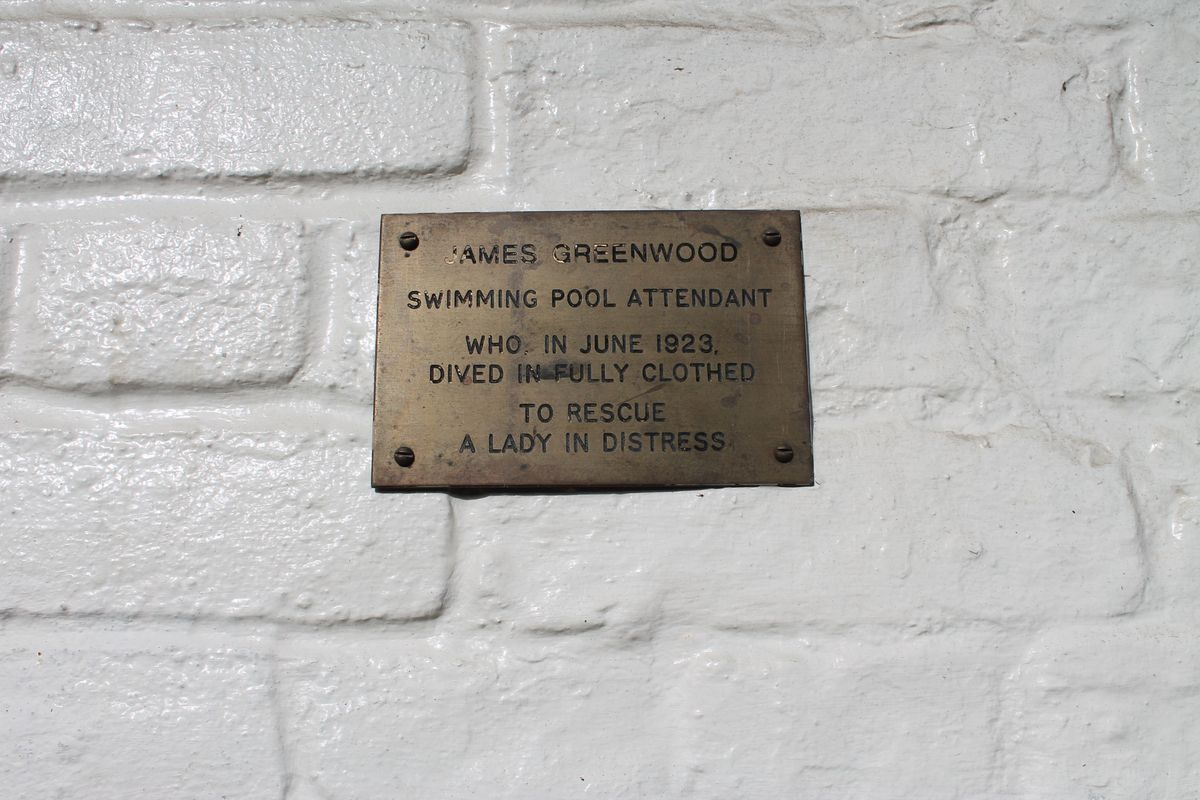 JAMES GREENWOOD
SWIMMING POOL ATTENDANT
WHO, IN JUNE 1923,
DIVED IN FULLY CLOTHED
TO RESCUE
A LADY IN DISTRESS